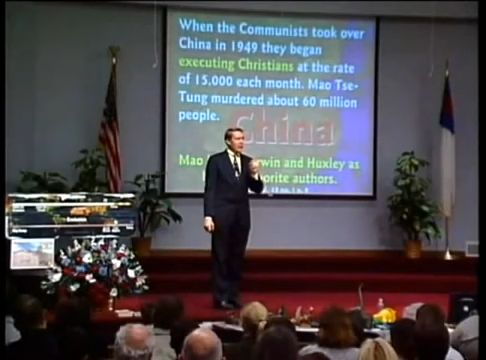 When the Communists took over
China in 1949 they began
executing Christians at the rate
of 15,000 each month. Mao Tse-
Tung murdered about 60 million
people.
China
Mao win and Huxley as
orite authors.